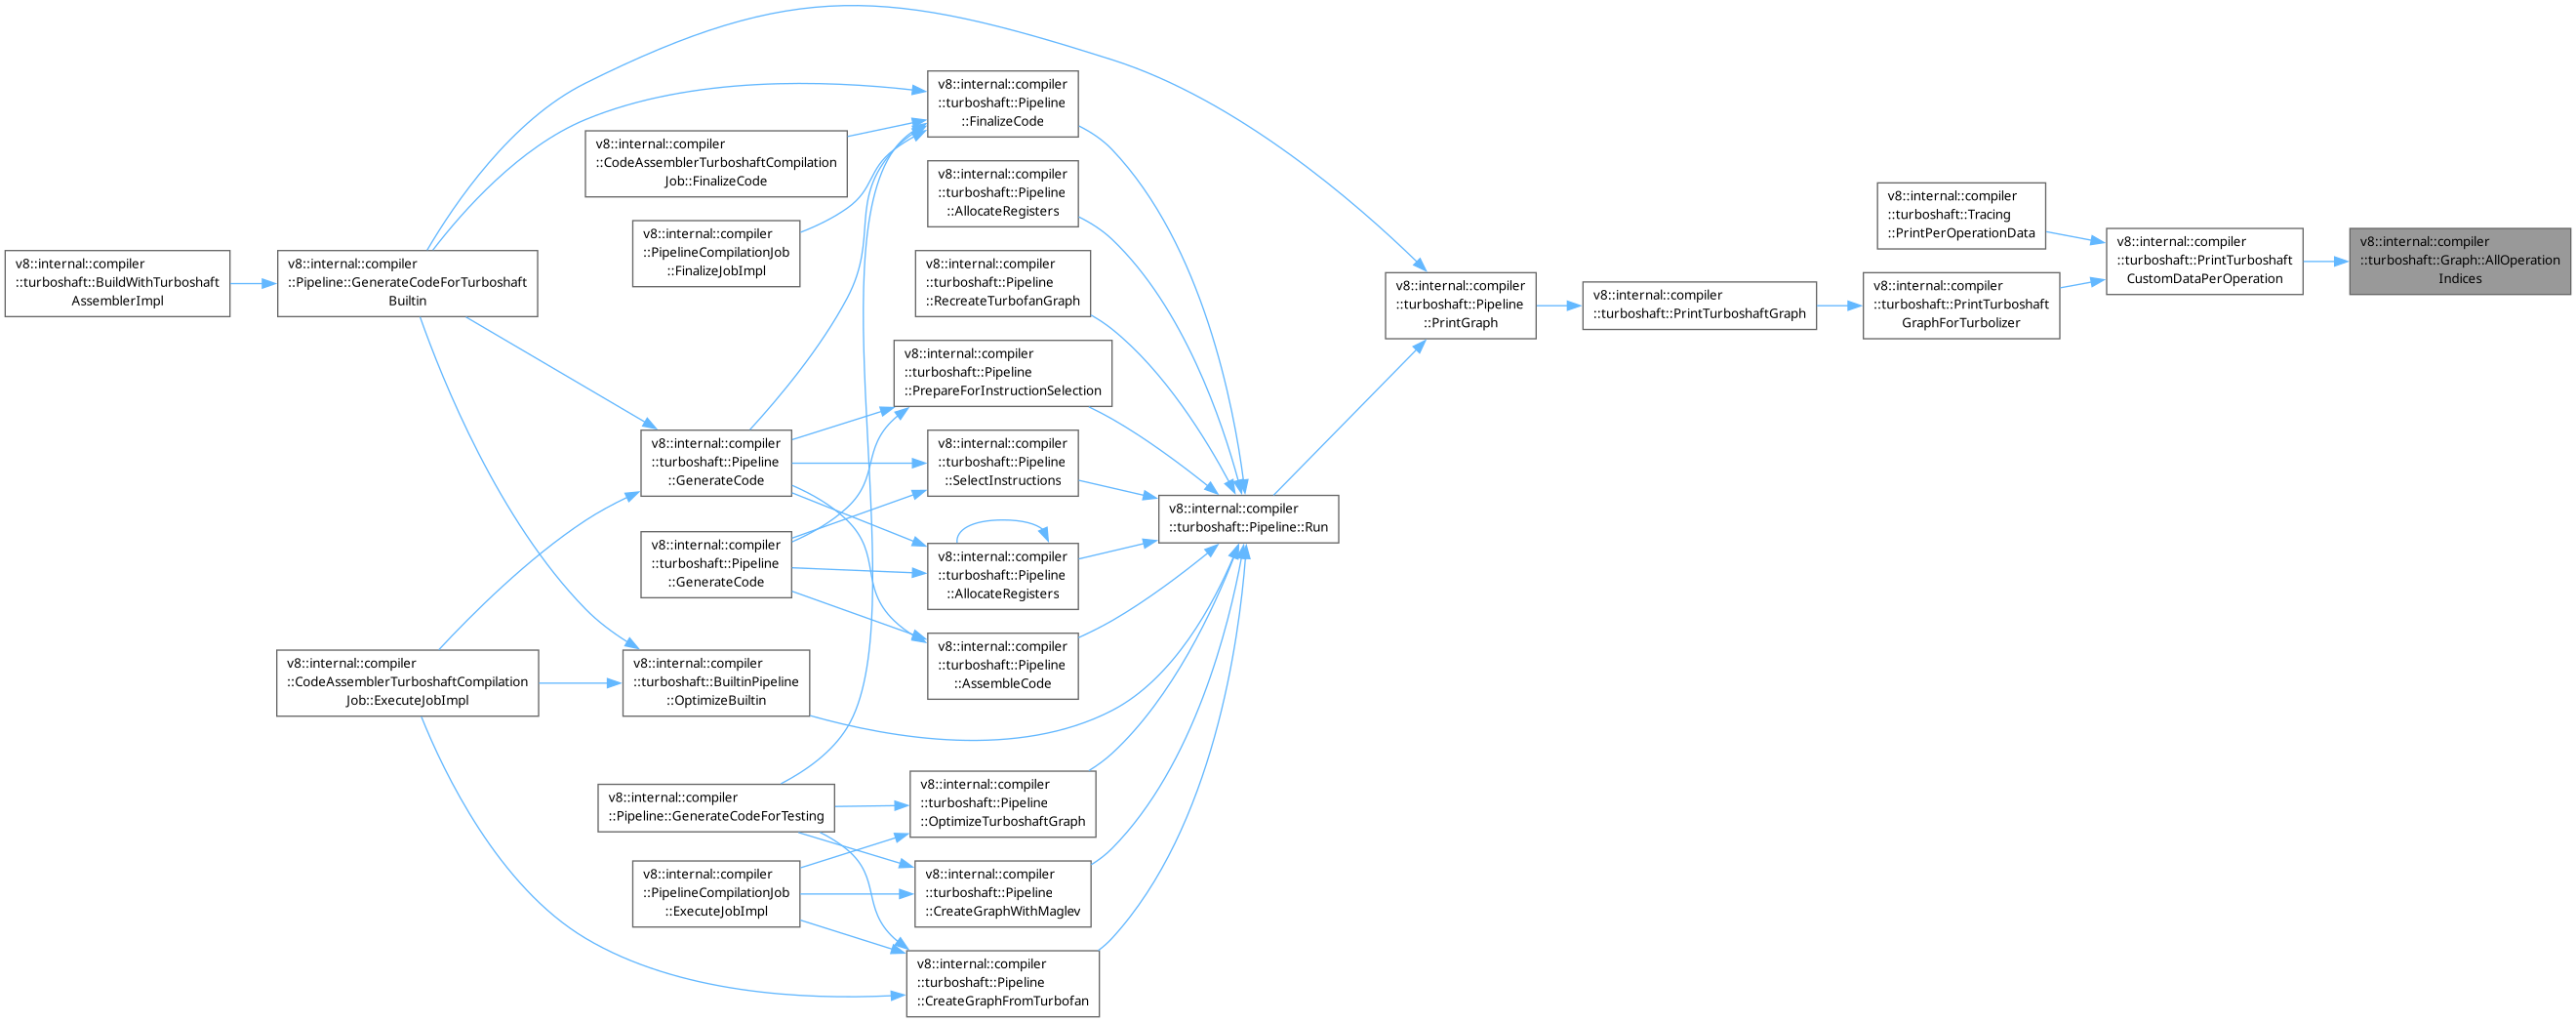 v8::internal::compiler
::turboshaft::BuildWithTurboshaft
AssemblerImpl
v8::internal::compiler
::Pipeline::GenerateCodeForTurboshaft
Builtin
v8::internal::compiler
::CodeAssemblerTurboshaftCompilation
Job::ExecuteJobImpl
v8::internal::compiler
::CodeAssemblerTurboshaftCompilation
Job::FinalizeCode
v8::internal::compiler
::PipelineCompilationJob
::FinalizeJobImpl
v8::internal::compiler
::turboshaft::Pipeline
::GenerateCode
v8::internal::compiler
::turboshaft::Pipeline
::GenerateCode
v8::internal::compiler
::turboshaft::BuiltinPipeline
::OptimizeBuiltin
v8::internal::compiler
::Pipeline::GenerateCodeForTesting
v8::internal::compiler
::PipelineCompilationJob
::ExecuteJobImpl
v8::internal::compiler
::turboshaft::Pipeline
::FinalizeCode
v8::internal::compiler
::turboshaft::Pipeline
::AllocateRegisters
v8::internal::compiler
::turboshaft::Pipeline
::RecreateTurbofanGraph
v8::internal::compiler
::turboshaft::Pipeline
::PrepareForInstructionSelection
v8::internal::compiler
::turboshaft::Pipeline
::SelectInstructions
v8::internal::compiler
::turboshaft::Pipeline
::AllocateRegisters
v8::internal::compiler
::turboshaft::Pipeline
::AssembleCode
v8::internal::compiler
::turboshaft::Pipeline
::OptimizeTurboshaftGraph
v8::internal::compiler
::turboshaft::Pipeline
::CreateGraphWithMaglev
v8::internal::compiler
::turboshaft::Pipeline
::CreateGraphFromTurbofan
v8::internal::compiler
::turboshaft::Pipeline::Run
v8::internal::compiler
::turboshaft::Pipeline
::PrintGraph
v8::internal::compiler
::turboshaft::PrintTurboshaftGraph
v8::internal::compiler
::turboshaft::Tracing
::PrintPerOperationData
v8::internal::compiler
::turboshaft::PrintTurboshaft
GraphForTurbolizer
v8::internal::compiler
::turboshaft::PrintTurboshaft
CustomDataPerOperation
v8::internal::compiler
::turboshaft::Graph::AllOperation
Indices